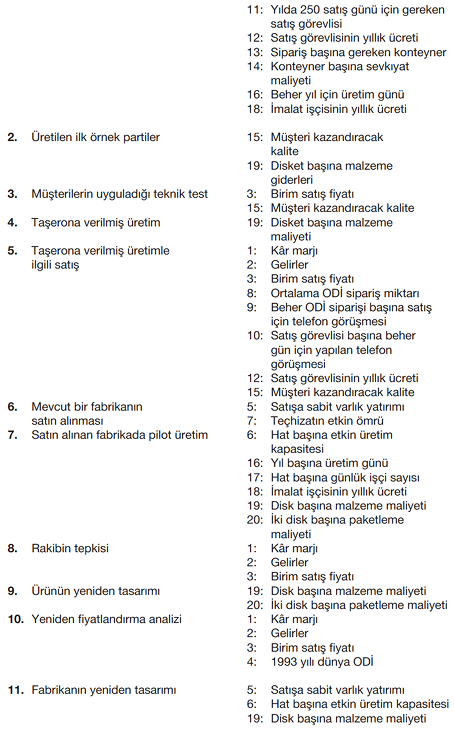 11: Yılda 250 satış günü için gereken
satış görevlisi
12: Satış görevlisinin yıllık ücreti
13: Sipariş başına gereken konteyner
14: Konteyner başına sevkıyat
maliyeti
16: Beher yıl için üretim günü
18: İmalat işçisinin yıllık ücreti
2. Üretilen ilk örnek partiler 15: Müşteri kazandıracak
kalite
19: Disket başına malzeme
giderleri
3. Müşterilerin uyguladığı teknik test 3: Birim satış fiyatı
15: Müşteri kazandıracak kalite
4. Taşerona verilmiş üretim 19: Disket başına malzeme
maliyeti
5. Taşerona verilmiş üretimle 1: Kâr marjı
ilgili satış 2: Gelirler
3: Birim satış fiyatı
8: Ortalama ODİ sipariş miktarı
9: Beher ODİ siparişi başına satış
için telefon görüşmesi
10: Satış görevlisi başına beher
gün için yapılan telefon
görüşmesi
12: Satış görevlisinin yıllık ücreti
15: Müşteri kazandıracak kalite
6. Mevcut bir fabrikanın 5: Satışa sabit varlık yatırımı
satın alınması 7: Teçhizatın etkin ömrü
7. Satın alınan fabrikada pilot üretim 6: Hat başına etkin üretim
kapasitesi
16: Yıl başına üretim günü
17: Hat başına günlük işçi sayısı
18: İmalat işçisinin yıllık ücreti
19: Disk başına malzeme maliyeti
20: İki disk başına paketleme
maliyeti
8. Rakibin tepkisi 1: Kâr marjı
2: Gelirler
3: Birim satış fiyatı
9. Ürünün yeniden tasarımı 19: Disk başına malzeme maliyeti
20: İki disk başına paketleme maliyeti
10. Yeniden fiyatlandırma analizi 1: Kâr marjı
2: Gelirler
3: Birim satış fiyatı
4: 1993 yılı dünya ODİ
11. Fabrikanın yeniden tasarımı 5: Satışa sabit varlık yatırımı
6: Hat başına etkin üretim kapasitesi
19: Disk başına malzeme maliyeti